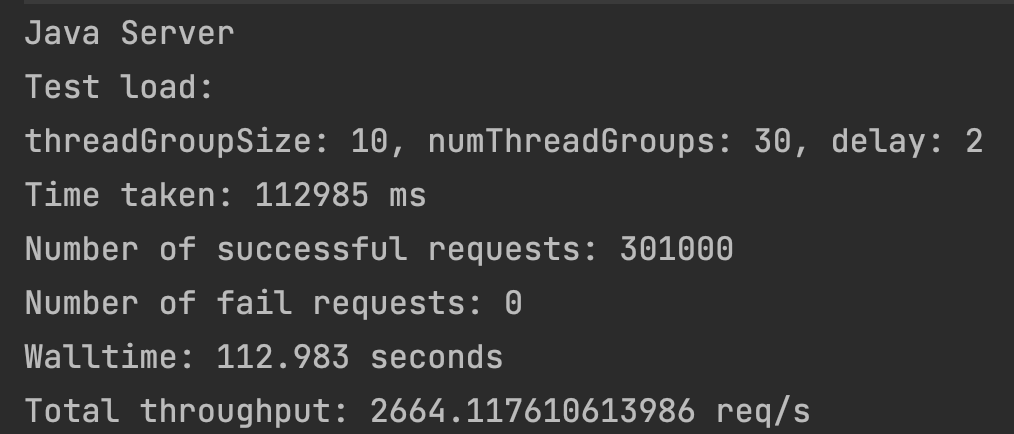 Java Server
Test load:
threadGroupSize: 10, numThreadGroups: 30, delay: 2
Time taken: 112985 ms
Number of successful requests: 301000
Number of fail requests: 0
Walltime: 112.983 seconds
Total throughput: 2664.117610613986 req/s